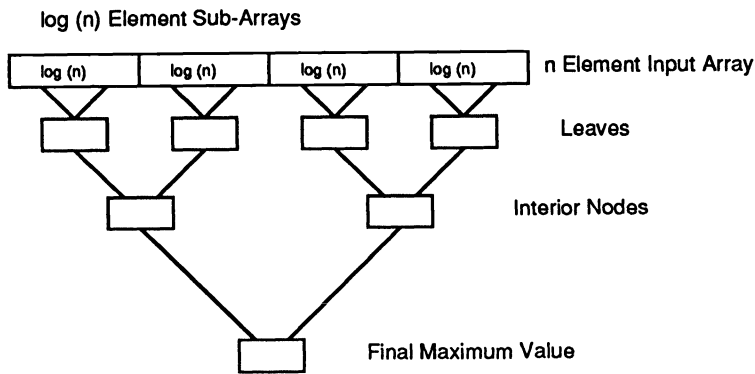 log (n) Element Sub-Arrays
log (n) log (n) log (n) log (n) n Element Input Array
Leaves
Interior Nodes
Final Maximum Value